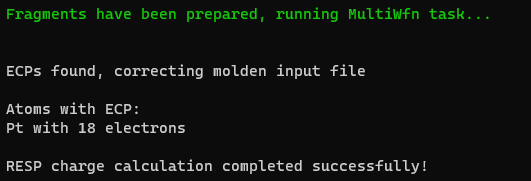 Fragments have been prepared, running MultiWfn task...
ECPs found, correcting molden input file
Atoms with ECP:
Pt with 18 electrons
RESP charge calculation completed successfully!